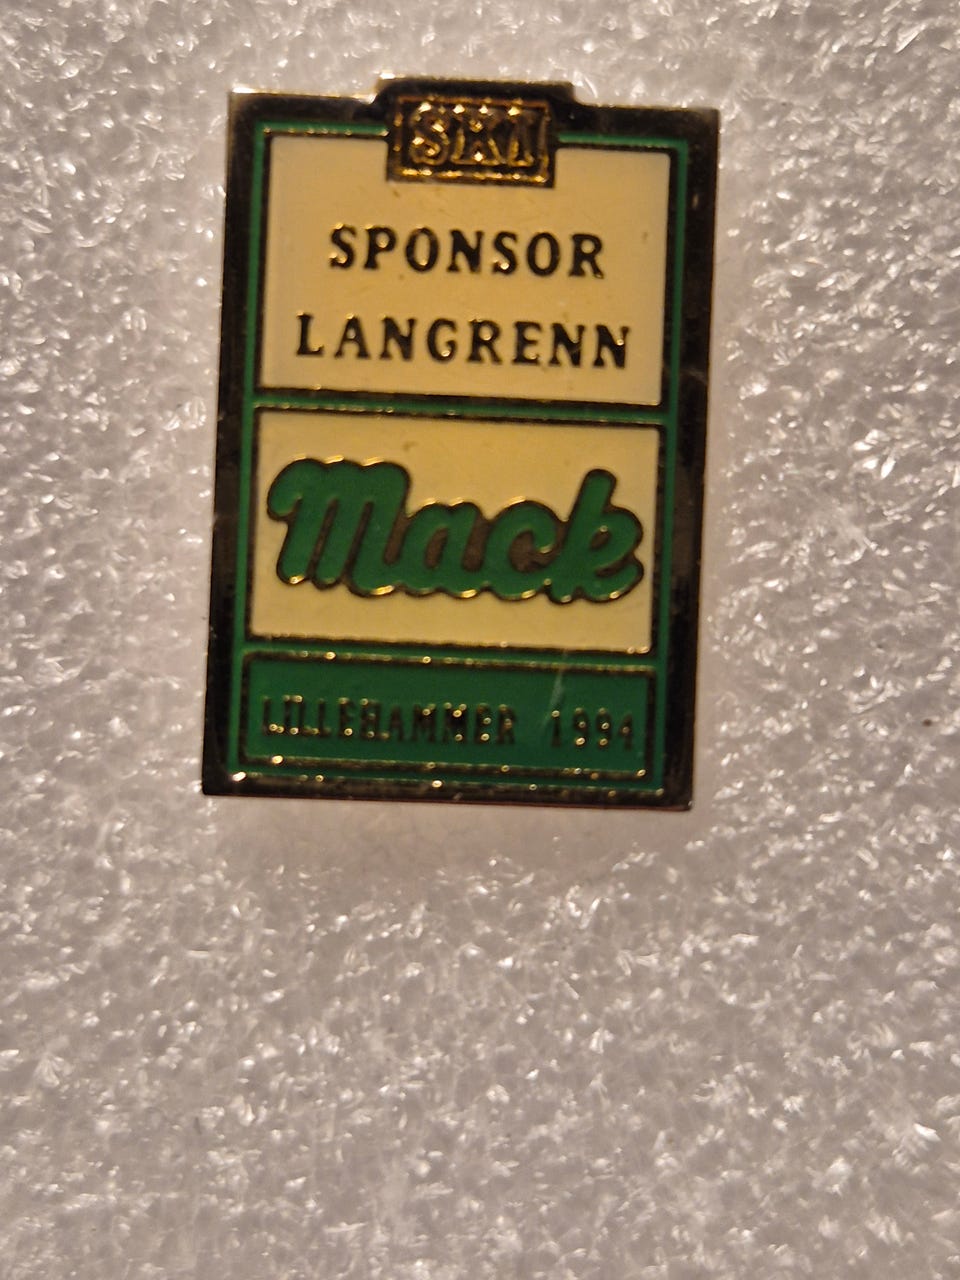 SKI
SPONSOR
LANGRENN
Mack
LILLEHAMMER 1994